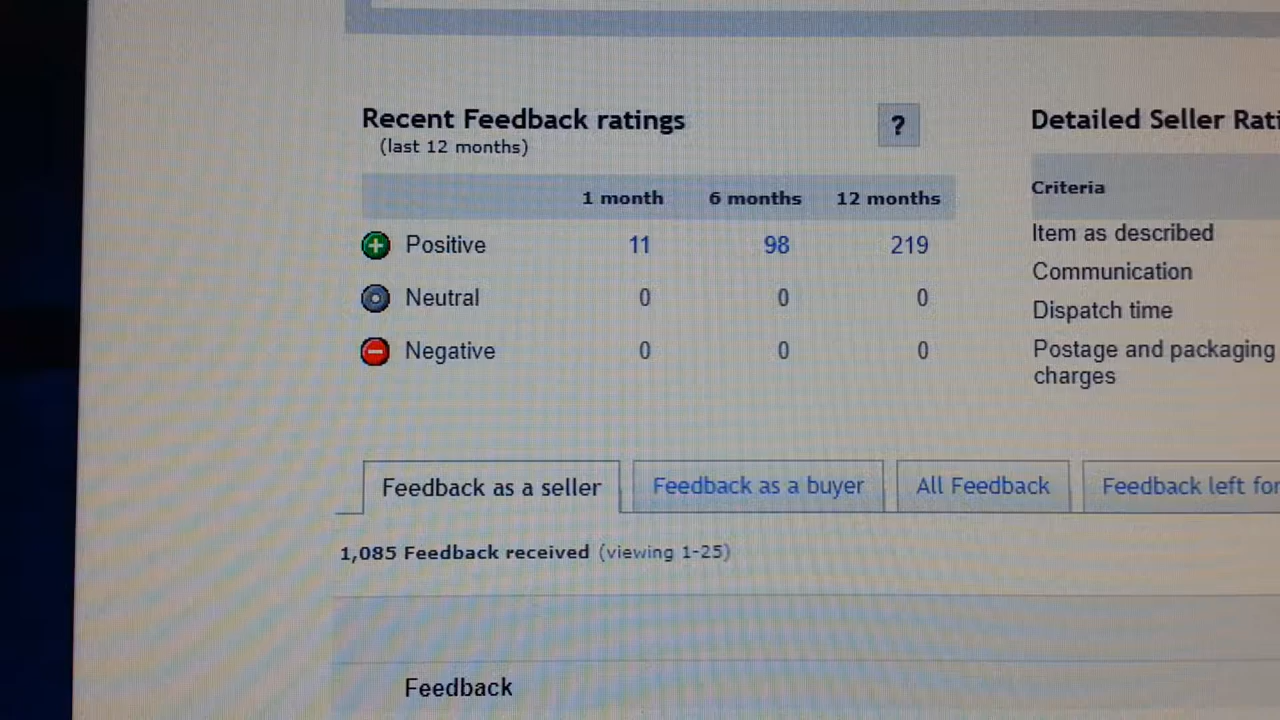 Recent Feedback ratings
(last 12 months)
?
1 month 6 months 12 months
Positive 11 98 219
Neutral 0 0 0
Negative 0 0 0
Detailed Seller
Criteria
Item as described
Communication
Dispatch time
Postage and packaging
charges
Feedback as a seller
Feedback as a buyer
All Feedback
Feedback left
1,085 Feedback received (viewing 1-25)
Feedback